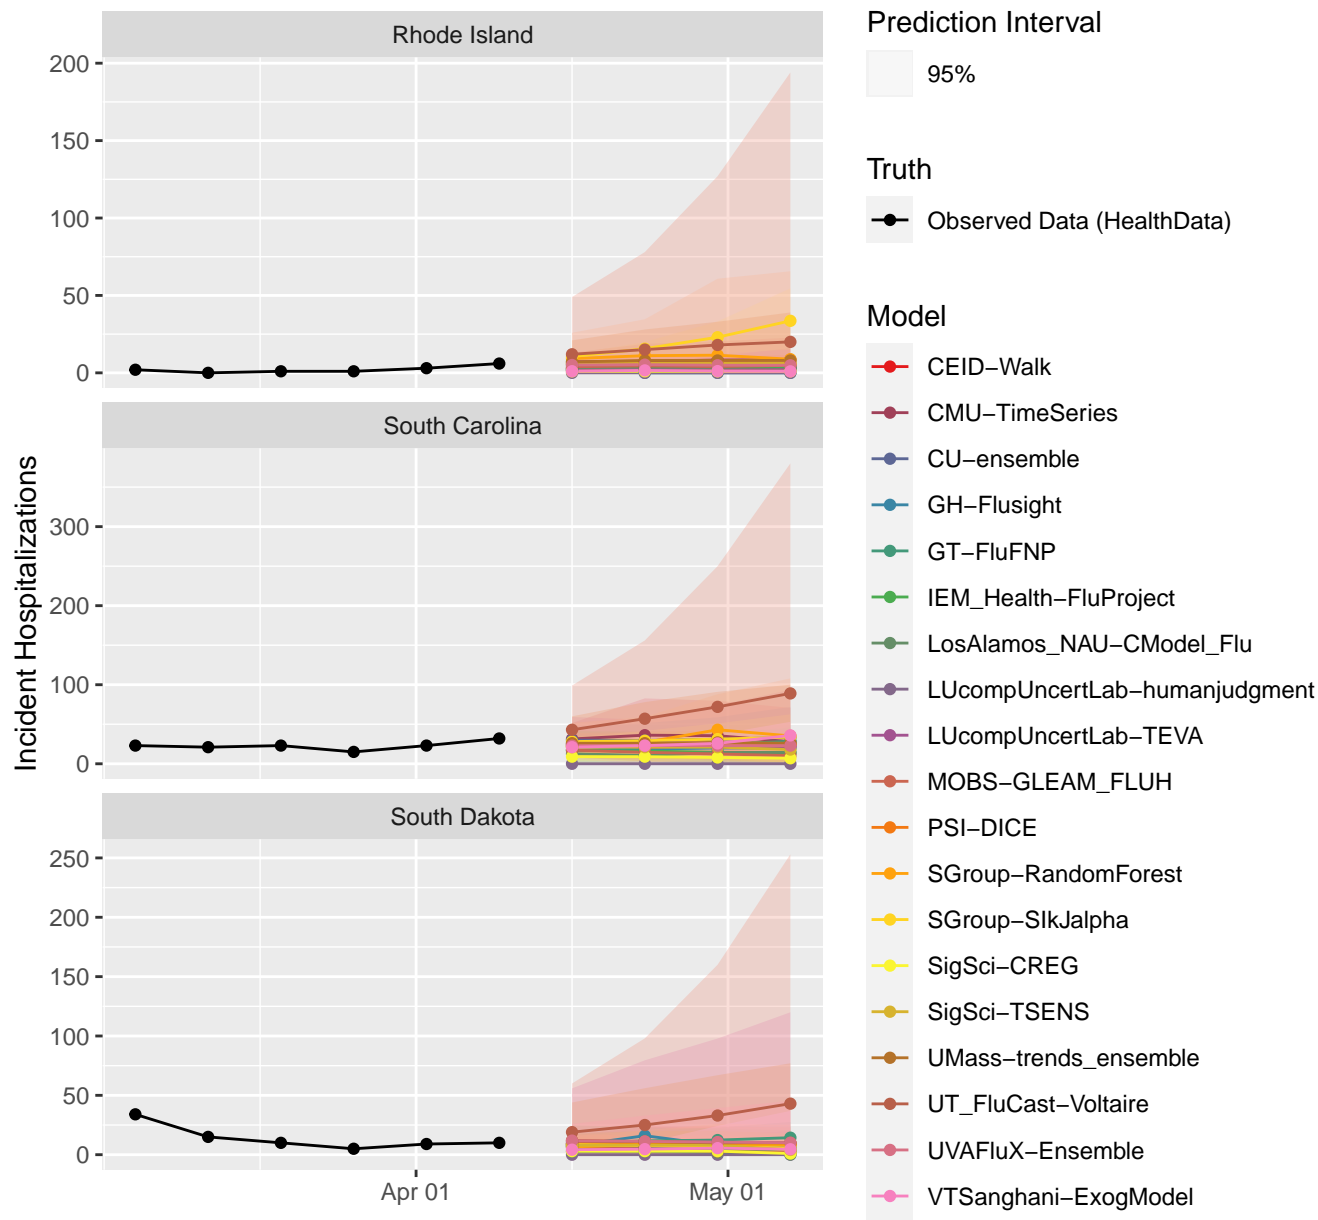 Rhode Island
200
150
100
50
0
South Carolina
300
200
100
0
South Dakota
250
200
150
100
50
0
Apr 01
May 01
Incident Hospitalizations
Prediction Interval
95%
Truth
Observed Data (HealthData)
Model
CEID−Walk
CMU−TimeSeries
CU−ensemble
GH−Flusight
GT−FluFNP
IEM_Health−FluProject
LosAlamos_NAU−CModel_Flu
LUcompUncertLab−humanjudgment
LUcompUncertLab−TEVA
MOBS−GLEAM_FLUH
PSI−DICE
SGroup−RandomForest
SGroup−SIkJalpha
SigSci−CREG
SigSci−TSENS
UMass−trends_ensemble
UT_FluCast−Voltaire
UVAFluX−Ensemble
VTSanghani−ExogModel